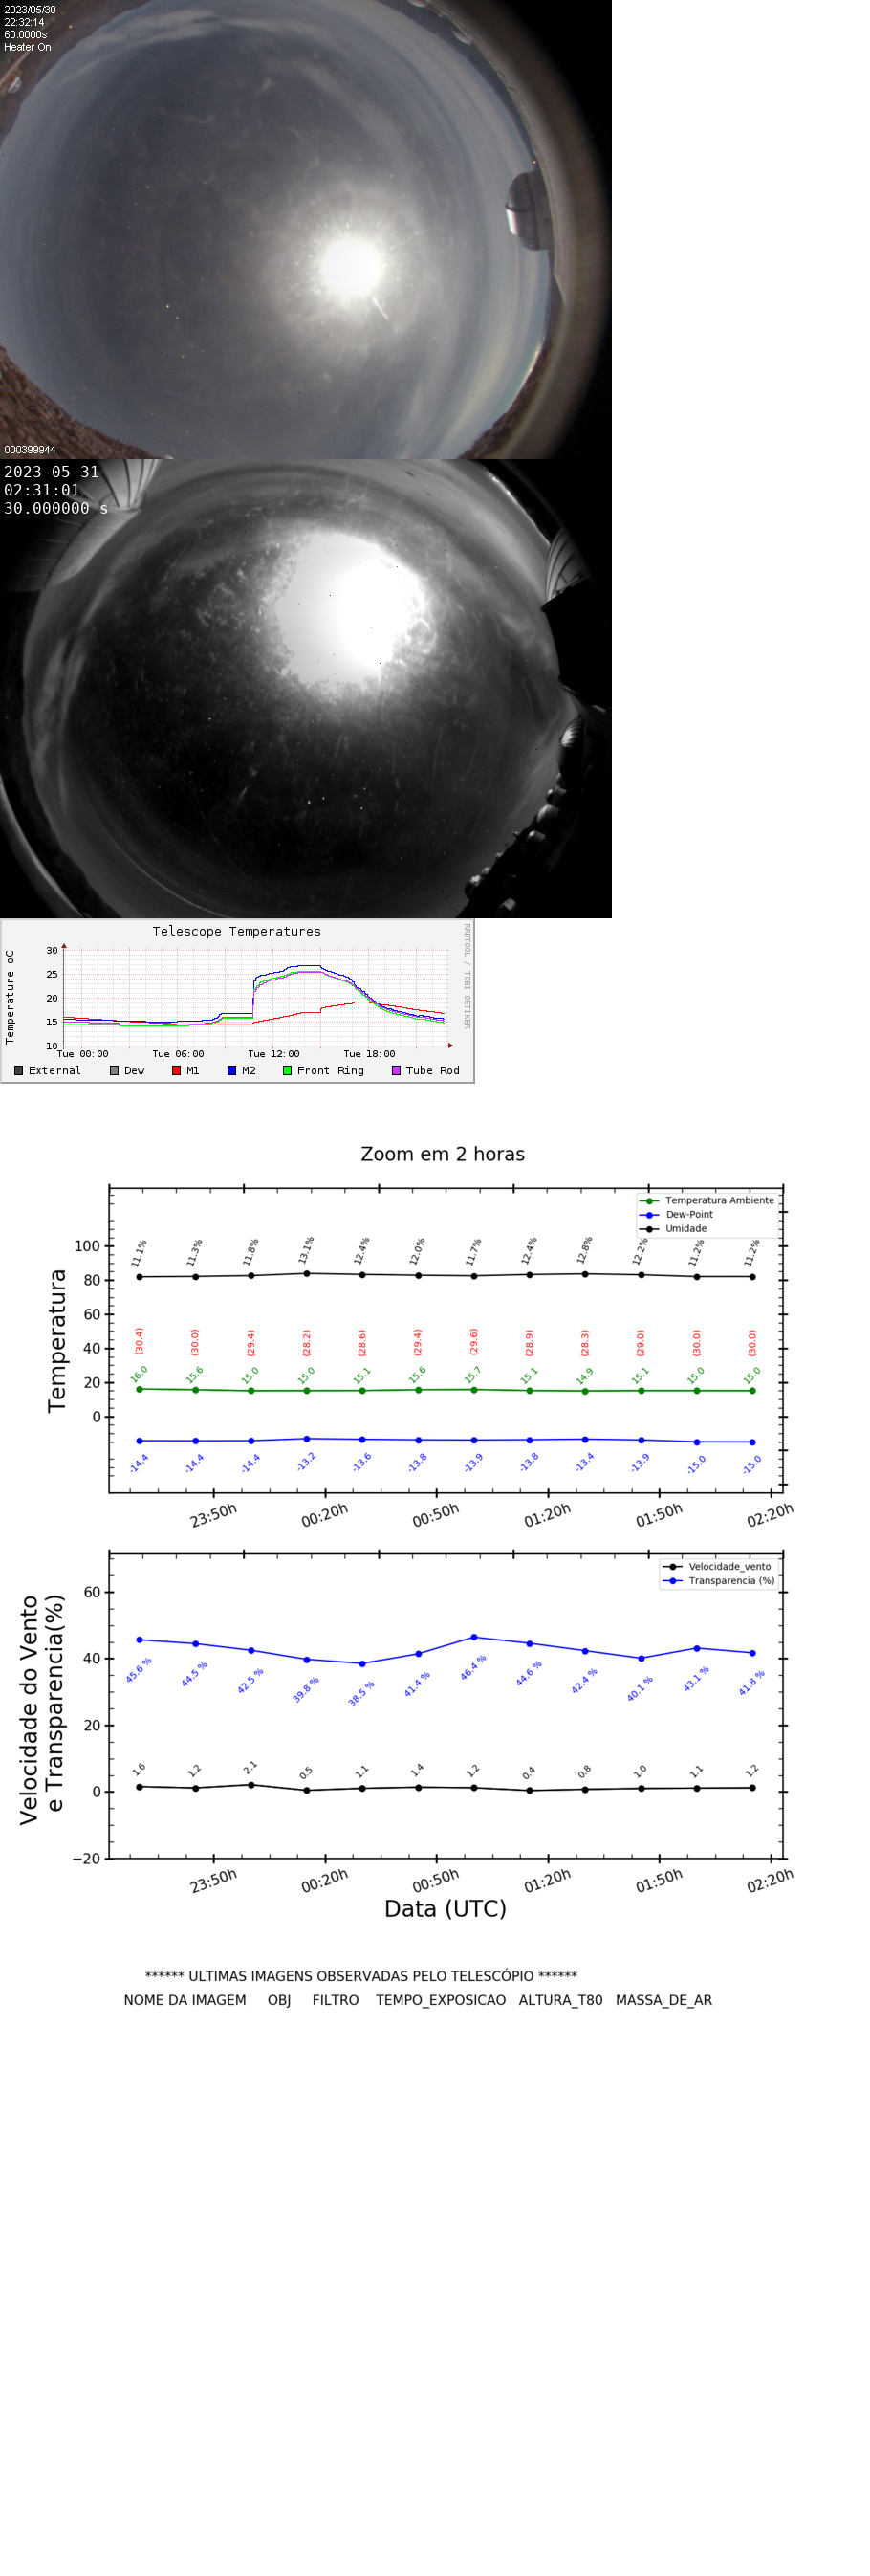 2023/05/30
22:32:14
60.0000s
Heater On
000399944
2023-05-31
02:31:01
30.000000 s
Telescope Temperatures
RRDTOOL / TOBI OETIKER
Temperature oC
30
25
20
15
10
Tue 00:00 Tue 06:00 Tue 12:00 Tue 18:00
External Dew M1 M2 Front Ring Tube Rod
Zoom em 2 horas
Temperatura Ambiente
Dew-Point
Umidade
Temperatura
100
80
60
40
20
0
11.1% 11.3% 11.8% 13.1% 12.4% 12.0% 11.7% 12.4% 12.8% 12.2% 11.2% 11.2%
(30.4) (30.0) (29.4) (28.2) (28.6) (29.4) (29.6) (28.9) (28.3) (29.0) (30.0) (30.0)
16.0 15.6 15.0 15.0 15.1 15.6 15.7 15.1 14.9 15.1 15.0 15.0
-14.4 -14.4 -14.4 -13.2 -13.6 -13.8 -13.9 -13.8 -13.4 -13.9 -15.0 -15.0
23:50h 00:20h 00:50h 01:20h 01:50h 02:20h
Velocidade_vento
Transparencia (%)
Velocidade do Vento
e Transparencia(%)
60
40
20
0
−20
45.6 % 44.5 % 42.5 % 39.8 % 38.5 % 41.4 % 46.4 % 44.6 % 42.4 % 40.1 % 43.1 % 41.8 %
1.6 1.2 2.1 0.5 1.1 1.4 1.2 0.4 0.8 1.0 1.1 1.2
23:50h 00:20h 00:50h 01:20h 01:50h 02:20h
Data (UTC)
****** ULTIMAS IMAGENS OBSERVADAS PELO TELESCÓPIO ******
NOME DA IMAGEM OBJ FILTRO TEMPO_EXPOSICAO ALTURA_T80 MASSA_DE_AR